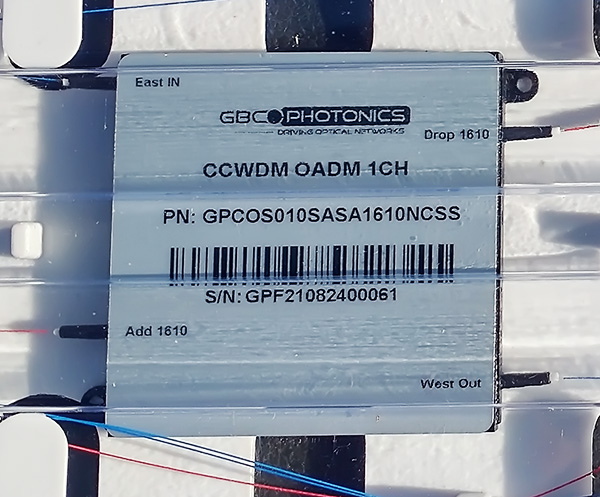 East IN
GBC PHOTONICS
DRIVING OPTICAL NETWORKS
Drop 1610
CCWDM OADM 1CH
PN: GPCOS010SASA1610NCSS
S/N: GPF21082400061
Add 1610
West Out